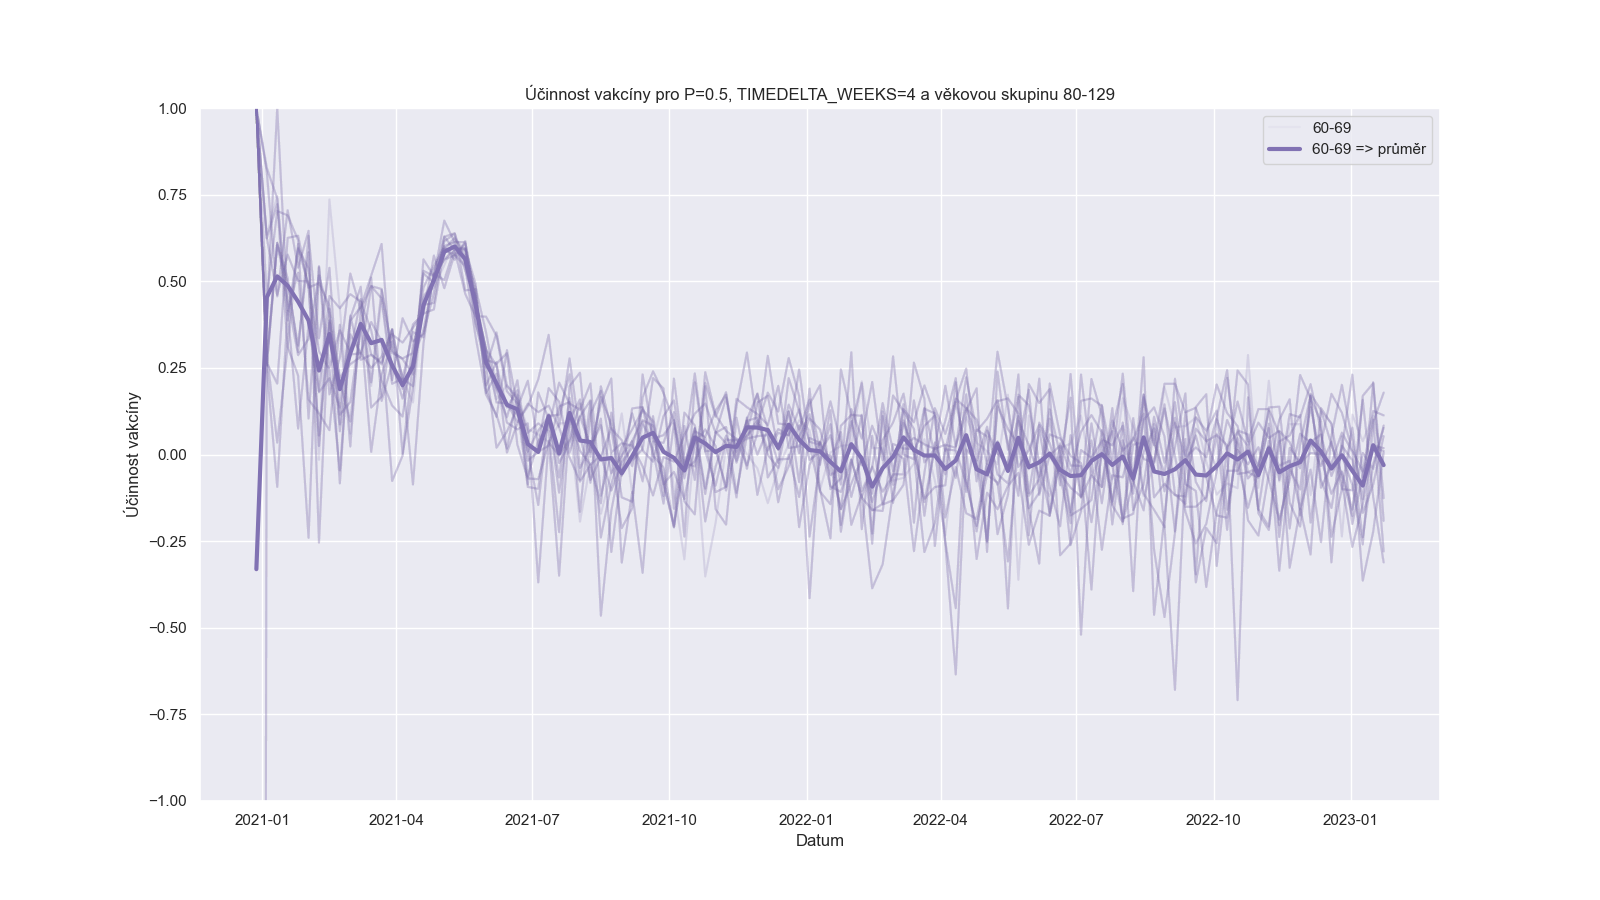 Účinnost vakcíny pro P=0.5, TIMEDELTA_WEEKS=4 a věkovou skupinu 80-129
60-69
60-69 => průměr
1.00
0.75
0.50
0.25
0.00
−0.25
−0.50
−0.75
−1.00
Účinnost vakcíny
2021-01 2021-04 2021-07 2021-10 2022-01 2022-04 2022-07 2022-10 2023-01
Datum